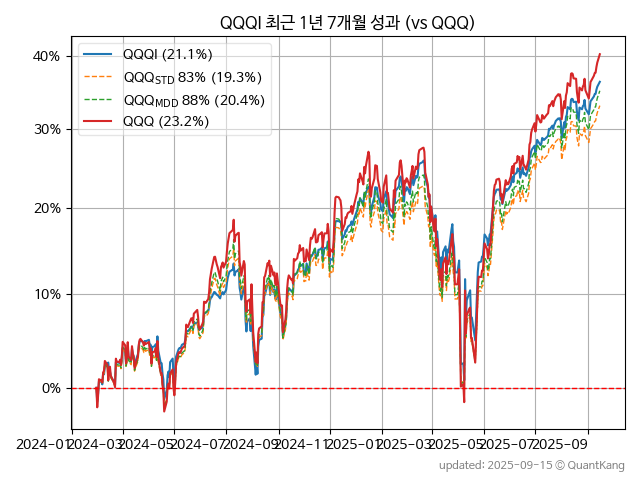 QQQI 최근 1년 7개월 성과 (vs QQQ)
QQQI (21.1%)
QQQSTD 83% (19.3%)
QQQMDD 88% (20.4%)
QQQ (23.2%)
40%
30%
20%
10%
0%
2024-01 2024-03 2024-05 2024-07 2024-09 2024-11 2025-01 2025-03 2025-05 2025-07 2025-09
updated: 2025-09-15 © QuantKang